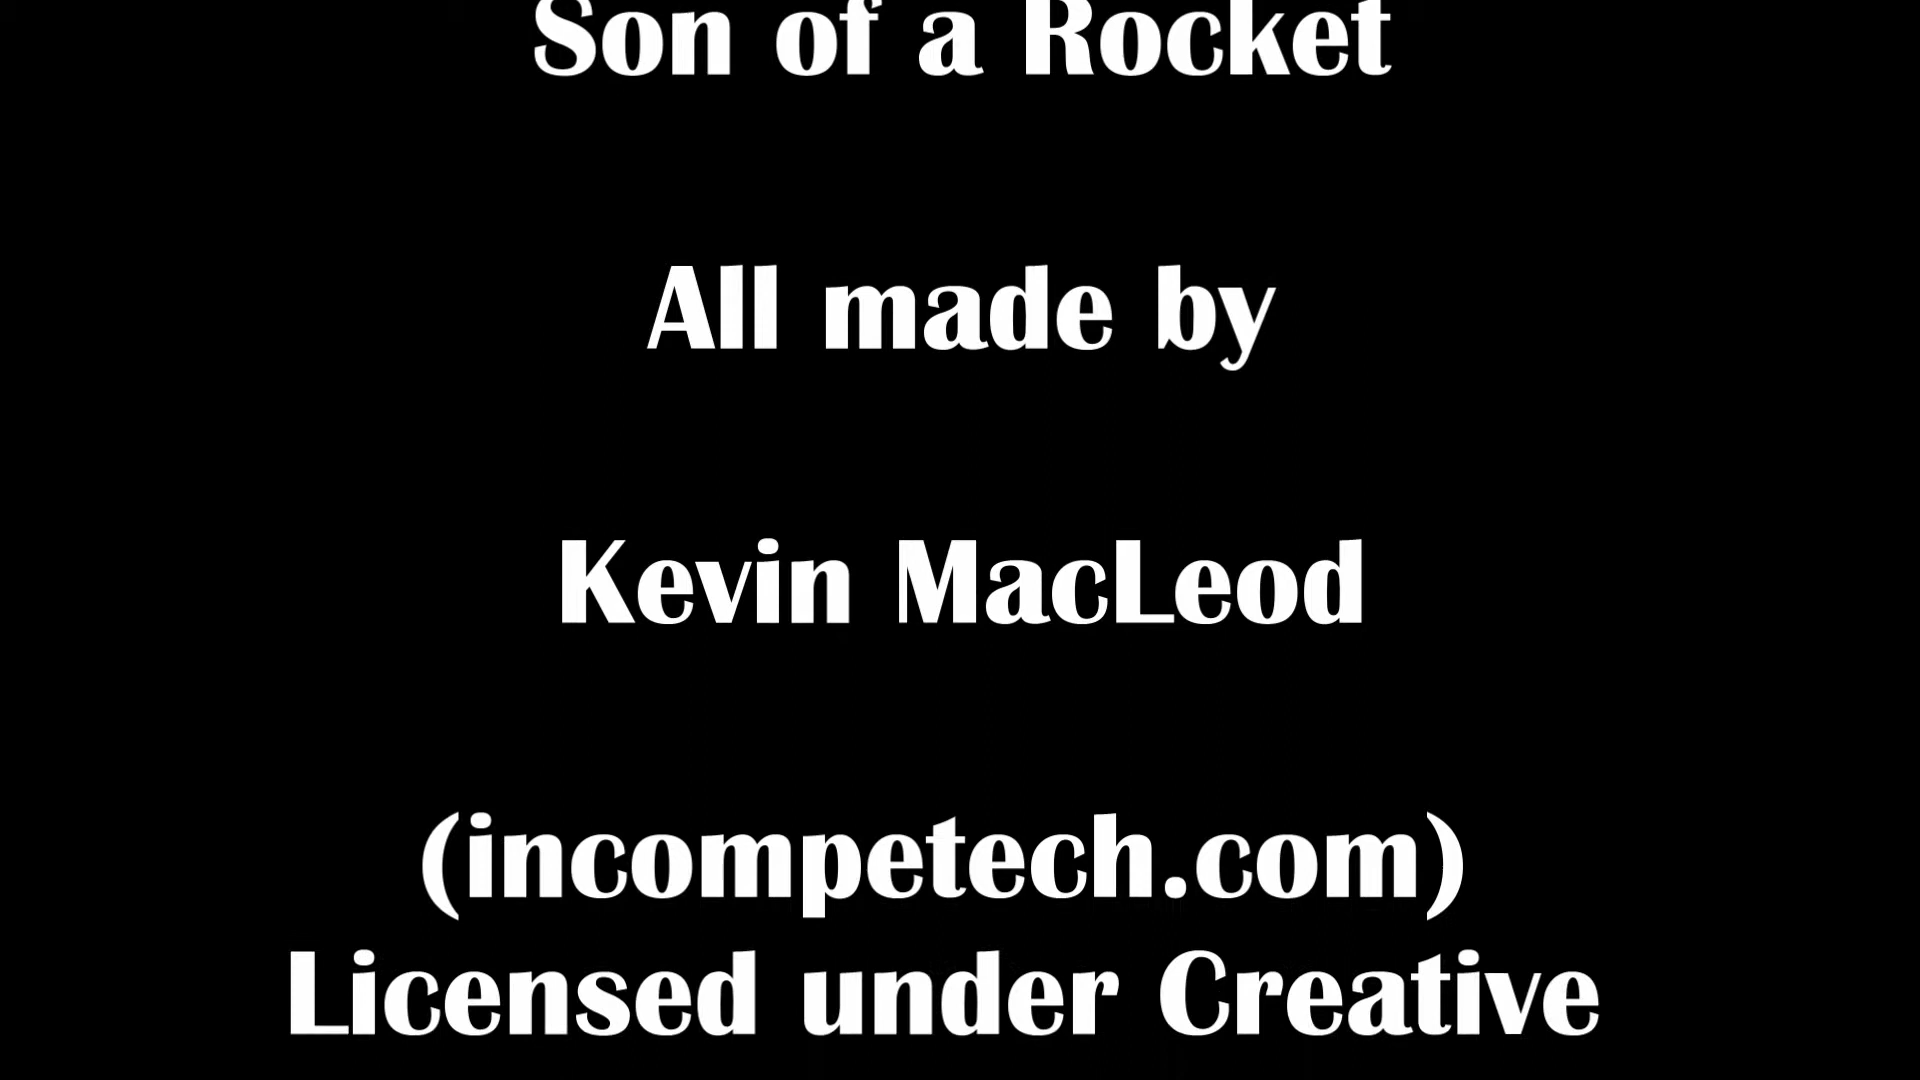 Son of a Rocket
All made by
Kevin MacLeod
(incompetech.com)
Licensed under Creative